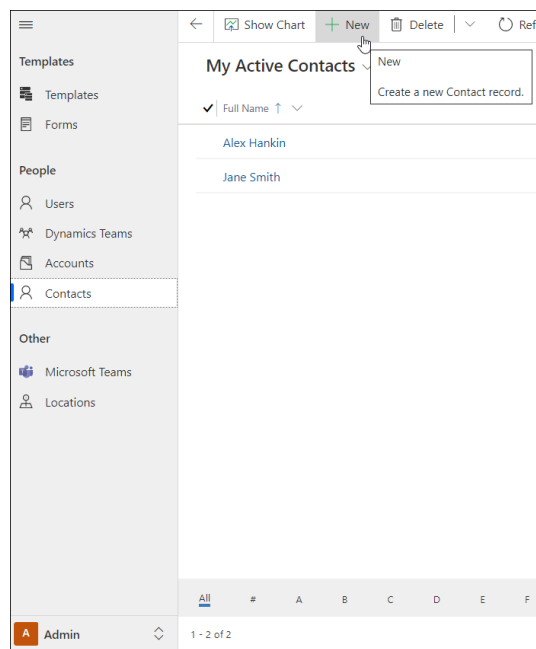 Show Chart
New
Delete
Ref
Templates
Templates
Forms
People
Users
Dynamics Teams
Accounts
Contacts
Other
Microsoft Teams
Locations
A
Admin
My Active Contacts
New
Create a new Contact record.
Full Name
Alex Hankin
Jane Smith
All # A B C D E F
1 - 2 of 2